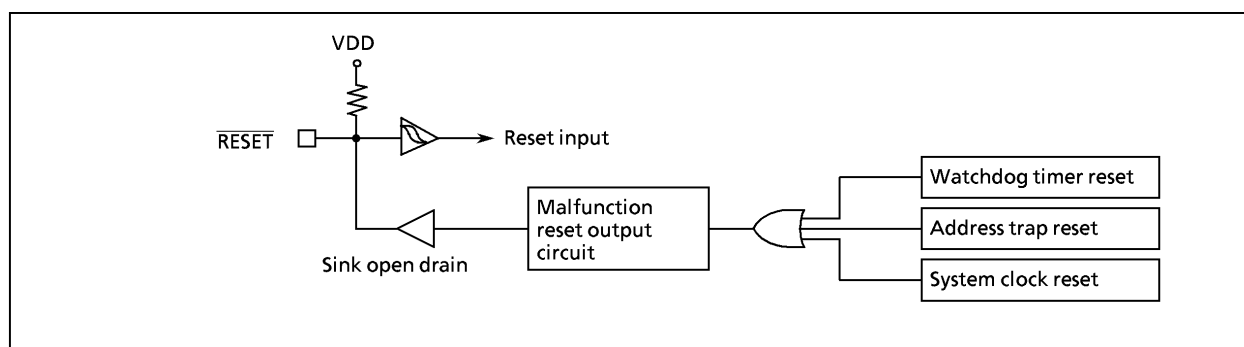 VDD
RESET
Reset input
Watchdog timer reset
Malfunction
reset output
circuit
Address trap reset
Sink open drain
System clock reset